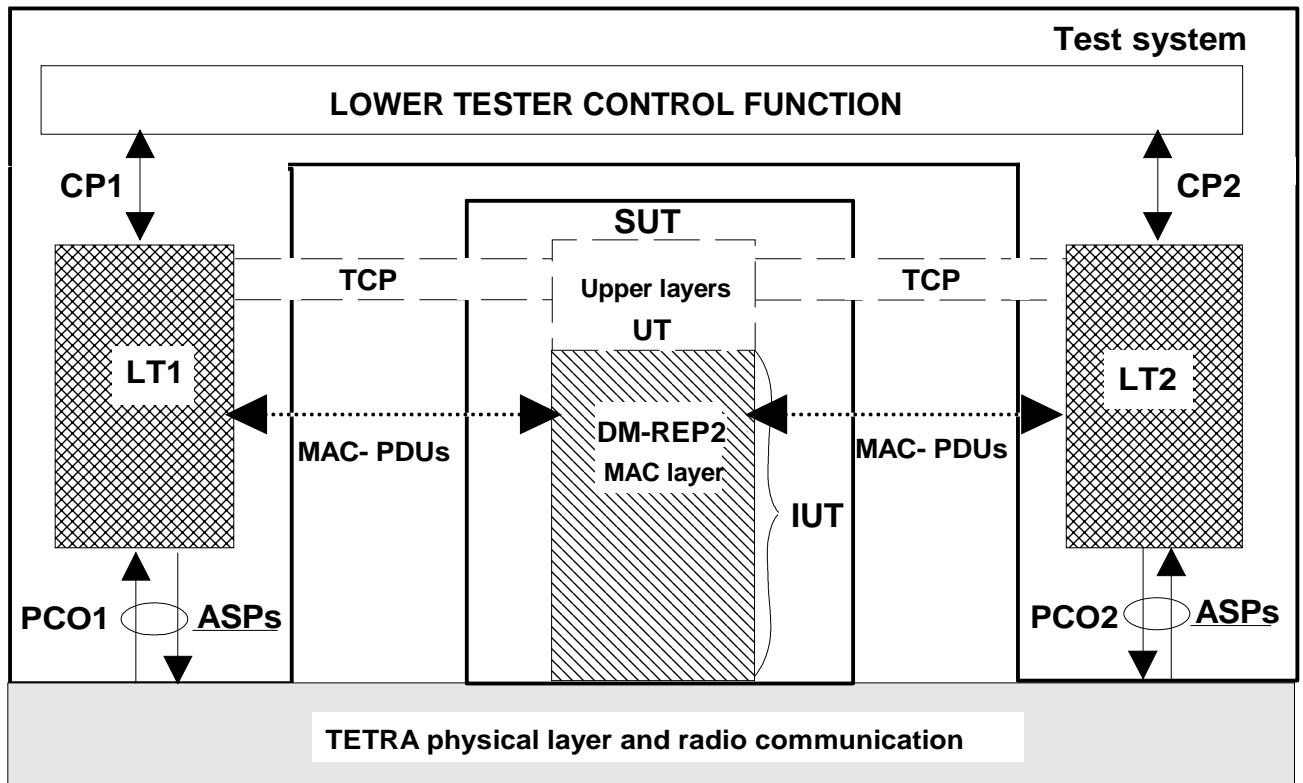 Test system
LOWER TESTER CONTROL FUNCTION
CP1
CP2
SUT
TCP
TCP
Upper layers
UT
LT1
LT2
DM-REP2
MAC layer
MAC- PDUs
MAC- PDUs
IUT
PCO1
ASPs
PCO2
ASPs
TETRA physical layer and radio communication